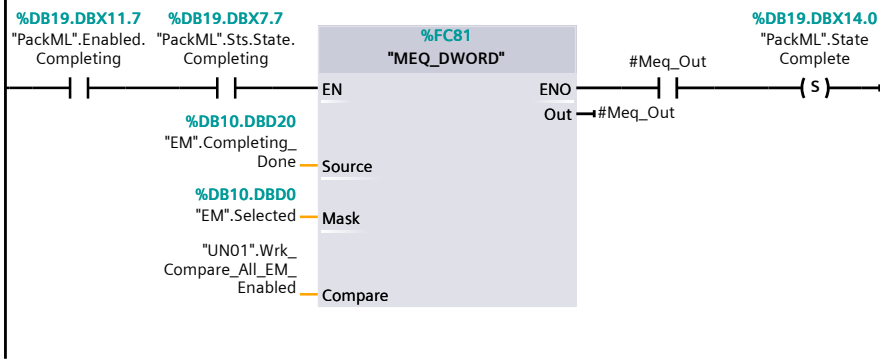 %DB19.DBX11.7
"PackML".Enabled.
Completing
%DB19.DBX7.7
"PackML".Sts.State.
Completing
%FC81
"MEQ_DWORD"
EN
ENO
#Meq_Out
%DB19.DBX14.0
"PackML".State
Complete
S
Out
#Meq_Out
%DB10.DBD20
"EM".Completing_
Done
Source
%DB10.DBD0
"EM".Selected
Mask
"UN01".Wrk_
Compare_All_EM_
Enabled
Compare